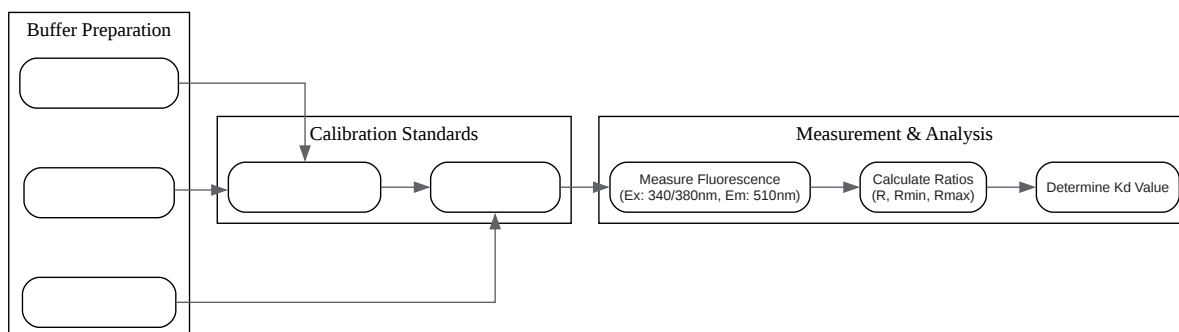 Buffer Preparation
Calibration Standards
Measurement & Analysis
Measure Fluorescence
(Ex: 340/380nm, Em: 510nm)
Calculate Ratios
(R, Rmin, Rmax)
Determine Kd Value